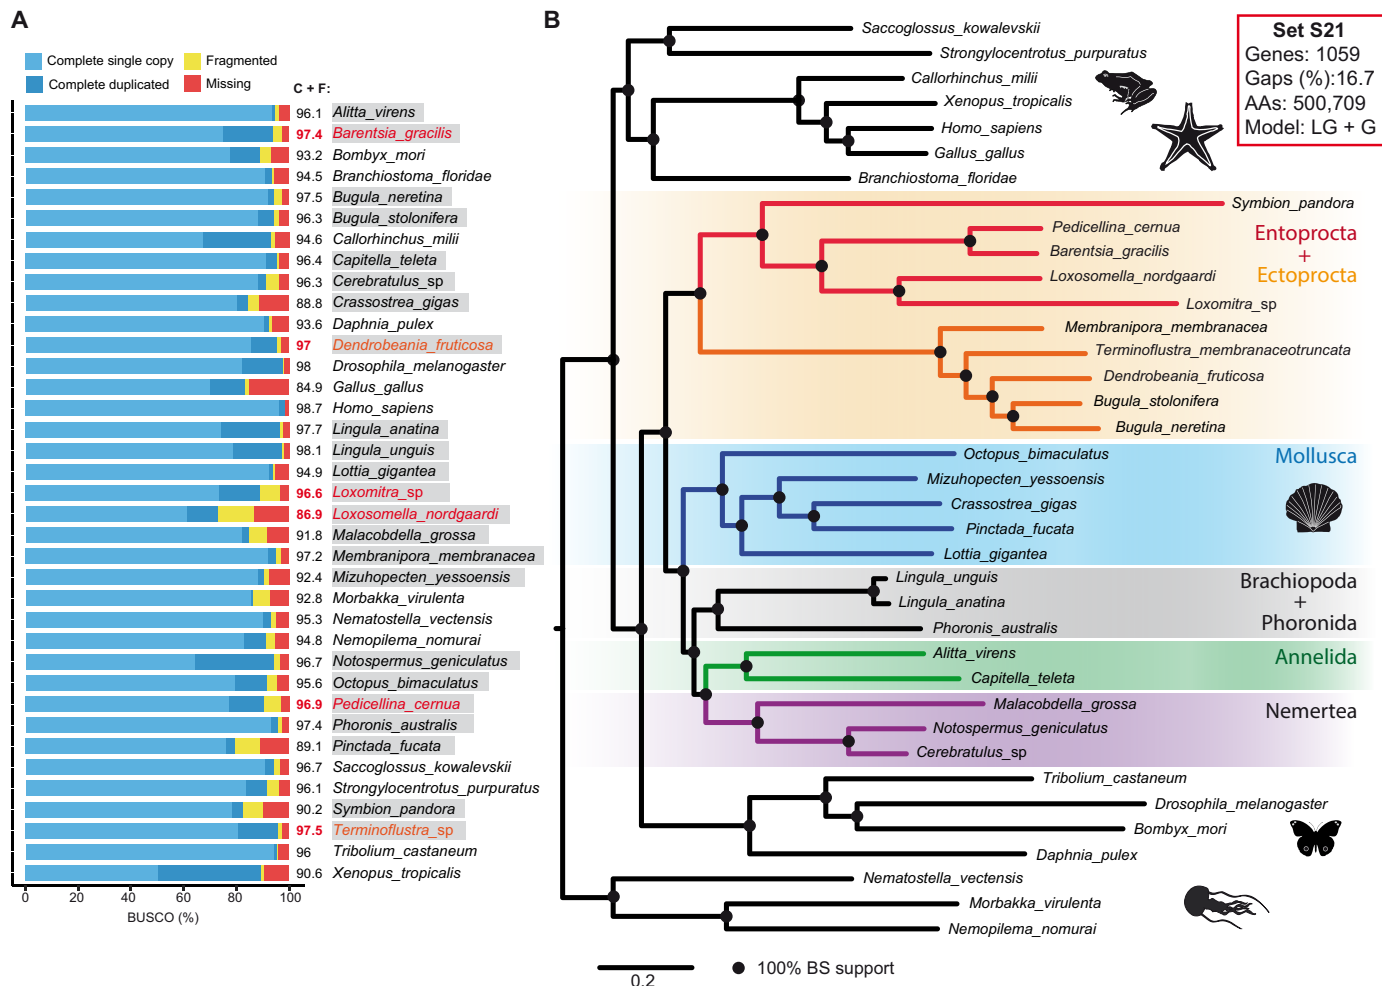 A
Complete single copy
Fragmented
Complete duplicated
Missing
C + F:
96.1 Alitta_virens
97.4 Barentsia_gracilis
93.2 Bombyx_mori
94.5 Branchiostoma_floridae
97.5 Bugula_neretina
96.3 Bugula_stolonifera
94.6 Callorhinchus_milii
96.4 Capitella_teleta
96.3 Cerebratulus_sp
88.8 Crassostrea_gigas
93.6 Daphnia_pulex
97 Dendrobeania_fruticosa
98 Drosophila_melanogaster
84.9 Gallus_gallus
98.7 Homo_sapiens
97.7 Lingula_anatina
98.1 Lingula_unguis
94.9 Lottia_gigantea
96.6 Loxomitra_sp
86.9 Loxosomella_nordgaardi
91.8 Malacobdella_grossa
97.2 Membranipora_membranacea
92.4 Mizuhopecten_yessoensis
92.8 Morbakka_virulenta
95.3 Nematostella_vectensis
94.8 Nemopilema_nomurai
96.7 Notospermus_geniculatus
95.6 Octopus_bimaculatus
96.9 Pedicellina_cernua
97.4 Phoronis_australis
89.1 Pinctada_fucata
96.7 Saccoglossus_kowalevskii
96.1 Strongylocentrotus_purpuratus
90.2 Symbion_pandora
97.5 Terminoflustra_sp
96 Tribolium_castaneum
90.6 Xenopus_tropicalis
0 20 40 60 80 100
BUSCO (%)
B
Saccoglossus_kowalevskii
Strongylocentrotus_purpuratus
Callorhinchus_milii
Xenopus_tropicalis
Homo_sapiens
Gallus_gallus
Branchiostoma_floridae
Set S21
Genes: 1059
Gaps (%):16.7
AAs: 500,709
Model: LG + G
Symbion_pandora
Pedicellina_cernua
Barentsia_gracilis
Loxosomella_nordgaardi
Loxomitra_sp
Membranipora_membranacea
Terminoflustra_membranaceotruncata
Dendrobeania_fruticosa
Bugula_stolonifera
Bugula_neretina
Entoprocta
+
Ectoprocta
Octopus_bimaculatus
Mizuhopecten_yessoensis
Crassostrea_gigas
Pinctada_fucata
Lottia_gigantea
Mollusca
Lingula_unguis
Lingula_anatina
Phoronis_australis
Brachiopoda
+
Phoronida
Alitta_virens
Capitella_teleta
Annelida
Malacobdella_grossa
Notospermus_geniculatus
Cerebratulus_sp
Nemertea
Tribolium_castaneum
Drosophila_melanogaster
Bombyx_mori
Daphnia_pulex
Nematostella_vectensis
Morbakka_virulenta
Nemopilema_nomurai
0.2
100% BS support